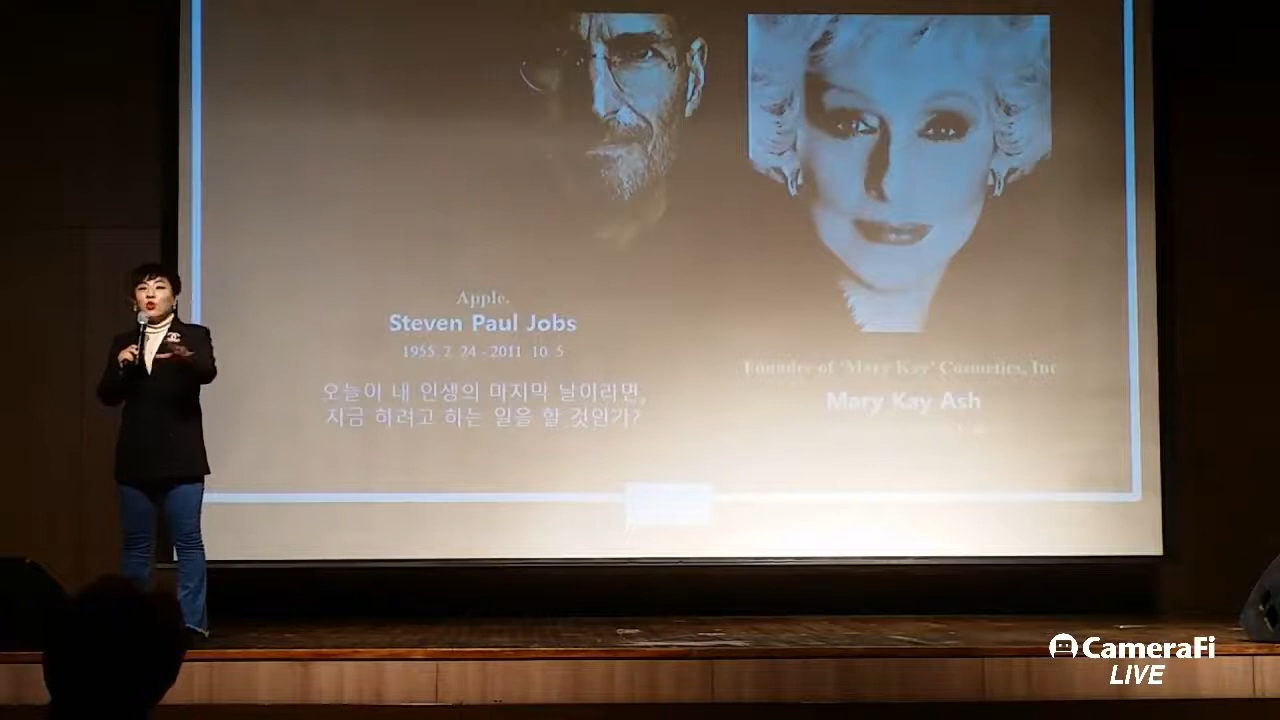 Apple.
Steven Paul Jobs
1955. 2. 24 - 2011. 10. 5
오늘이 내 인생의 마지막 날이라면,
지금 하려고 하는 일을 할 것인가?
Founder of 'Mary Kay' Cosmetics, Inc
Mary Kay Ash
CameraFi
LIVE